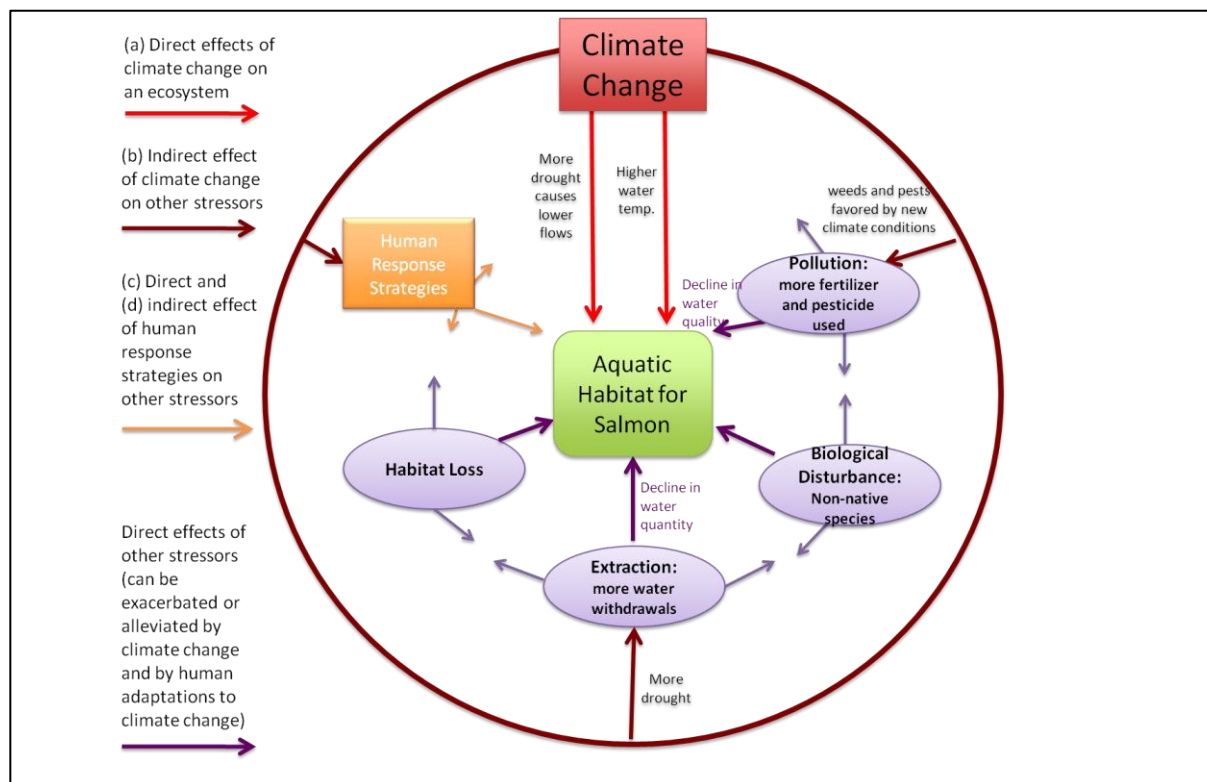 (a) Direct effects of
climate change on
an ecosystem
(b) Indirect effect
of climate change
on other stressors
(c) Direct and
(d) indirect effect
of human
response
strategies on
other stressors
Direct effects of
other stressors
(can be
exacerbated or
alleviated by
climate change
and by human
adaptations to
climate change)
Climate
Change
More
drought
causes
lower
flows
Higher
water
temp.
weeds and pests
favored by new
climate conditions
Human
Response
Strategies
Pollution:
more fertilizer
and pesticide
used
Decline in
water
quality
Aquatic
Habitat for
Salmon
Habitat Loss
Biological
Disturbance:
Non-native
species
Decline in
water
quantity
Extraction:
more water
withdrawals
More
drought